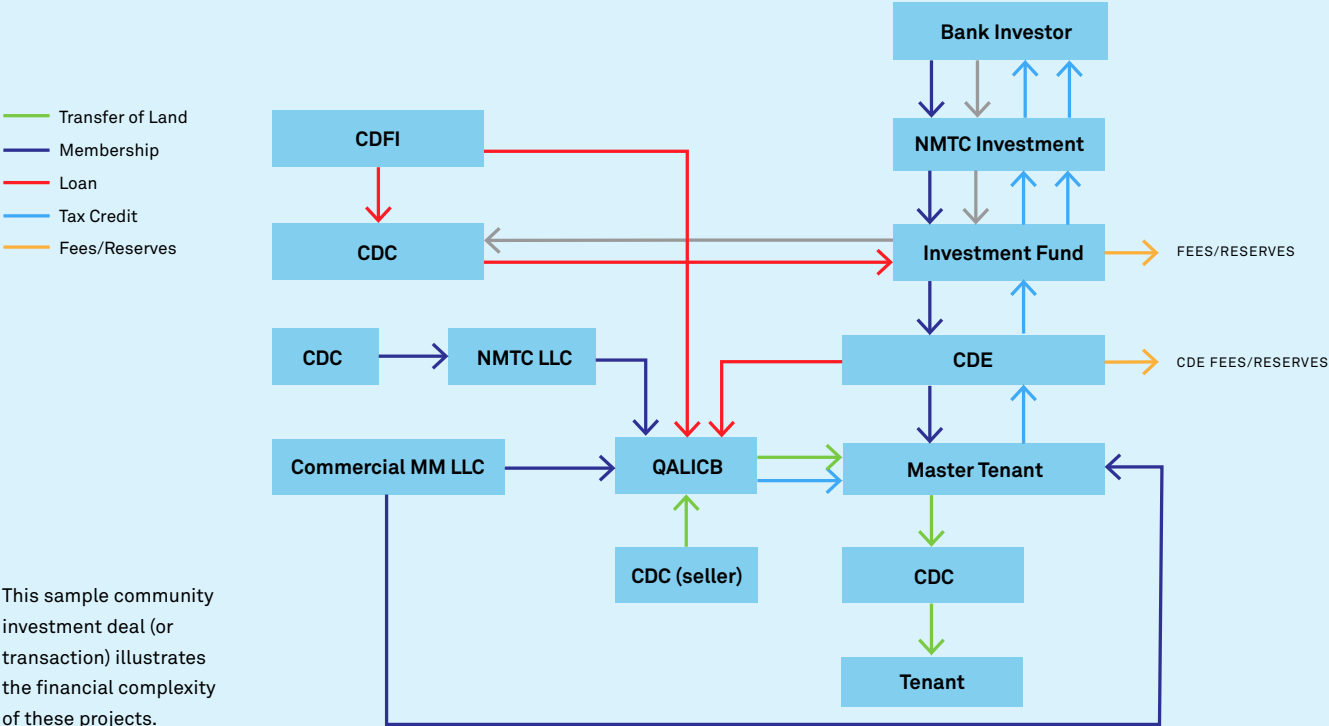 Bank Investor
Transfer of Land
Membership
Loan
Tax Credit
Fees/Reserves
CDFI
NMTC Investment
CDC
Investment Fund
FEES/RESERVES
CDC
NMTC LLC
CDE
CDE FEES/RESERVES
Commercial MM LLC
QALICB
Master Tenant
CDC (seller)
CDC
Tenant
This sample community
investment deal (or
transaction) illustrates
the financial complexity
of these projects.